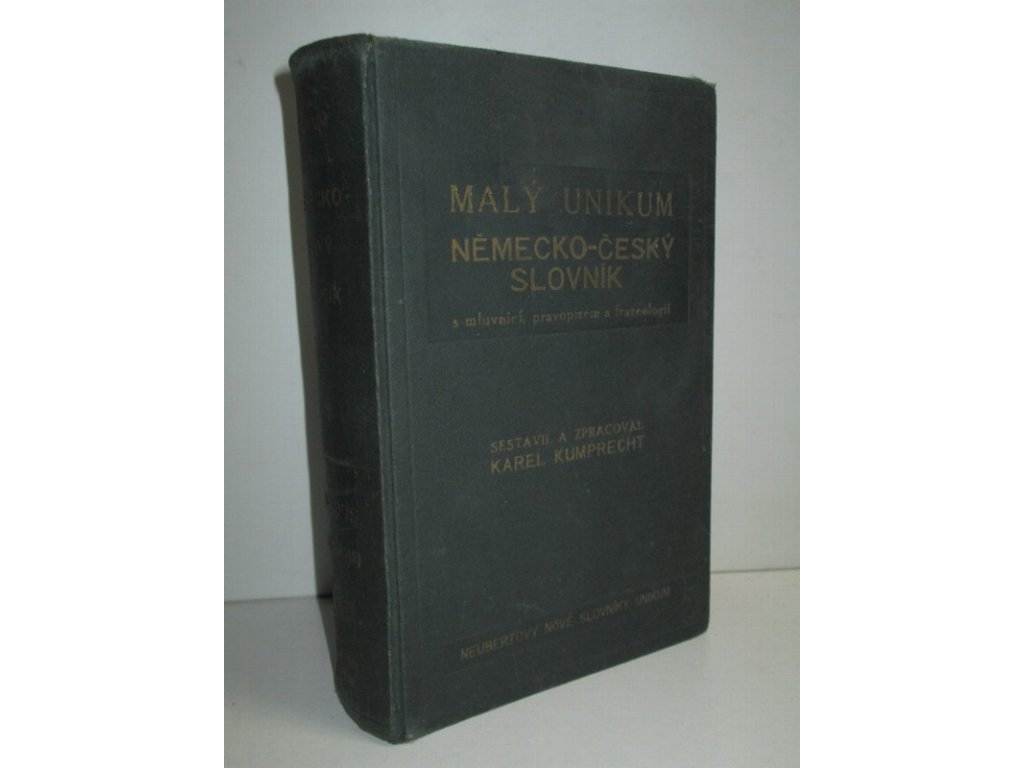 MALÝ UNIKUM
NĚMECKO-ČESKÝ
SLOVNÍK
s mluvnicí, pravopisem a frazeologií
SESTAVIL A ZPRACOVAL
KAREL KUMPRECHT
NEUBERTOVY NOVÉ SLOVNÍKY UNIKUM